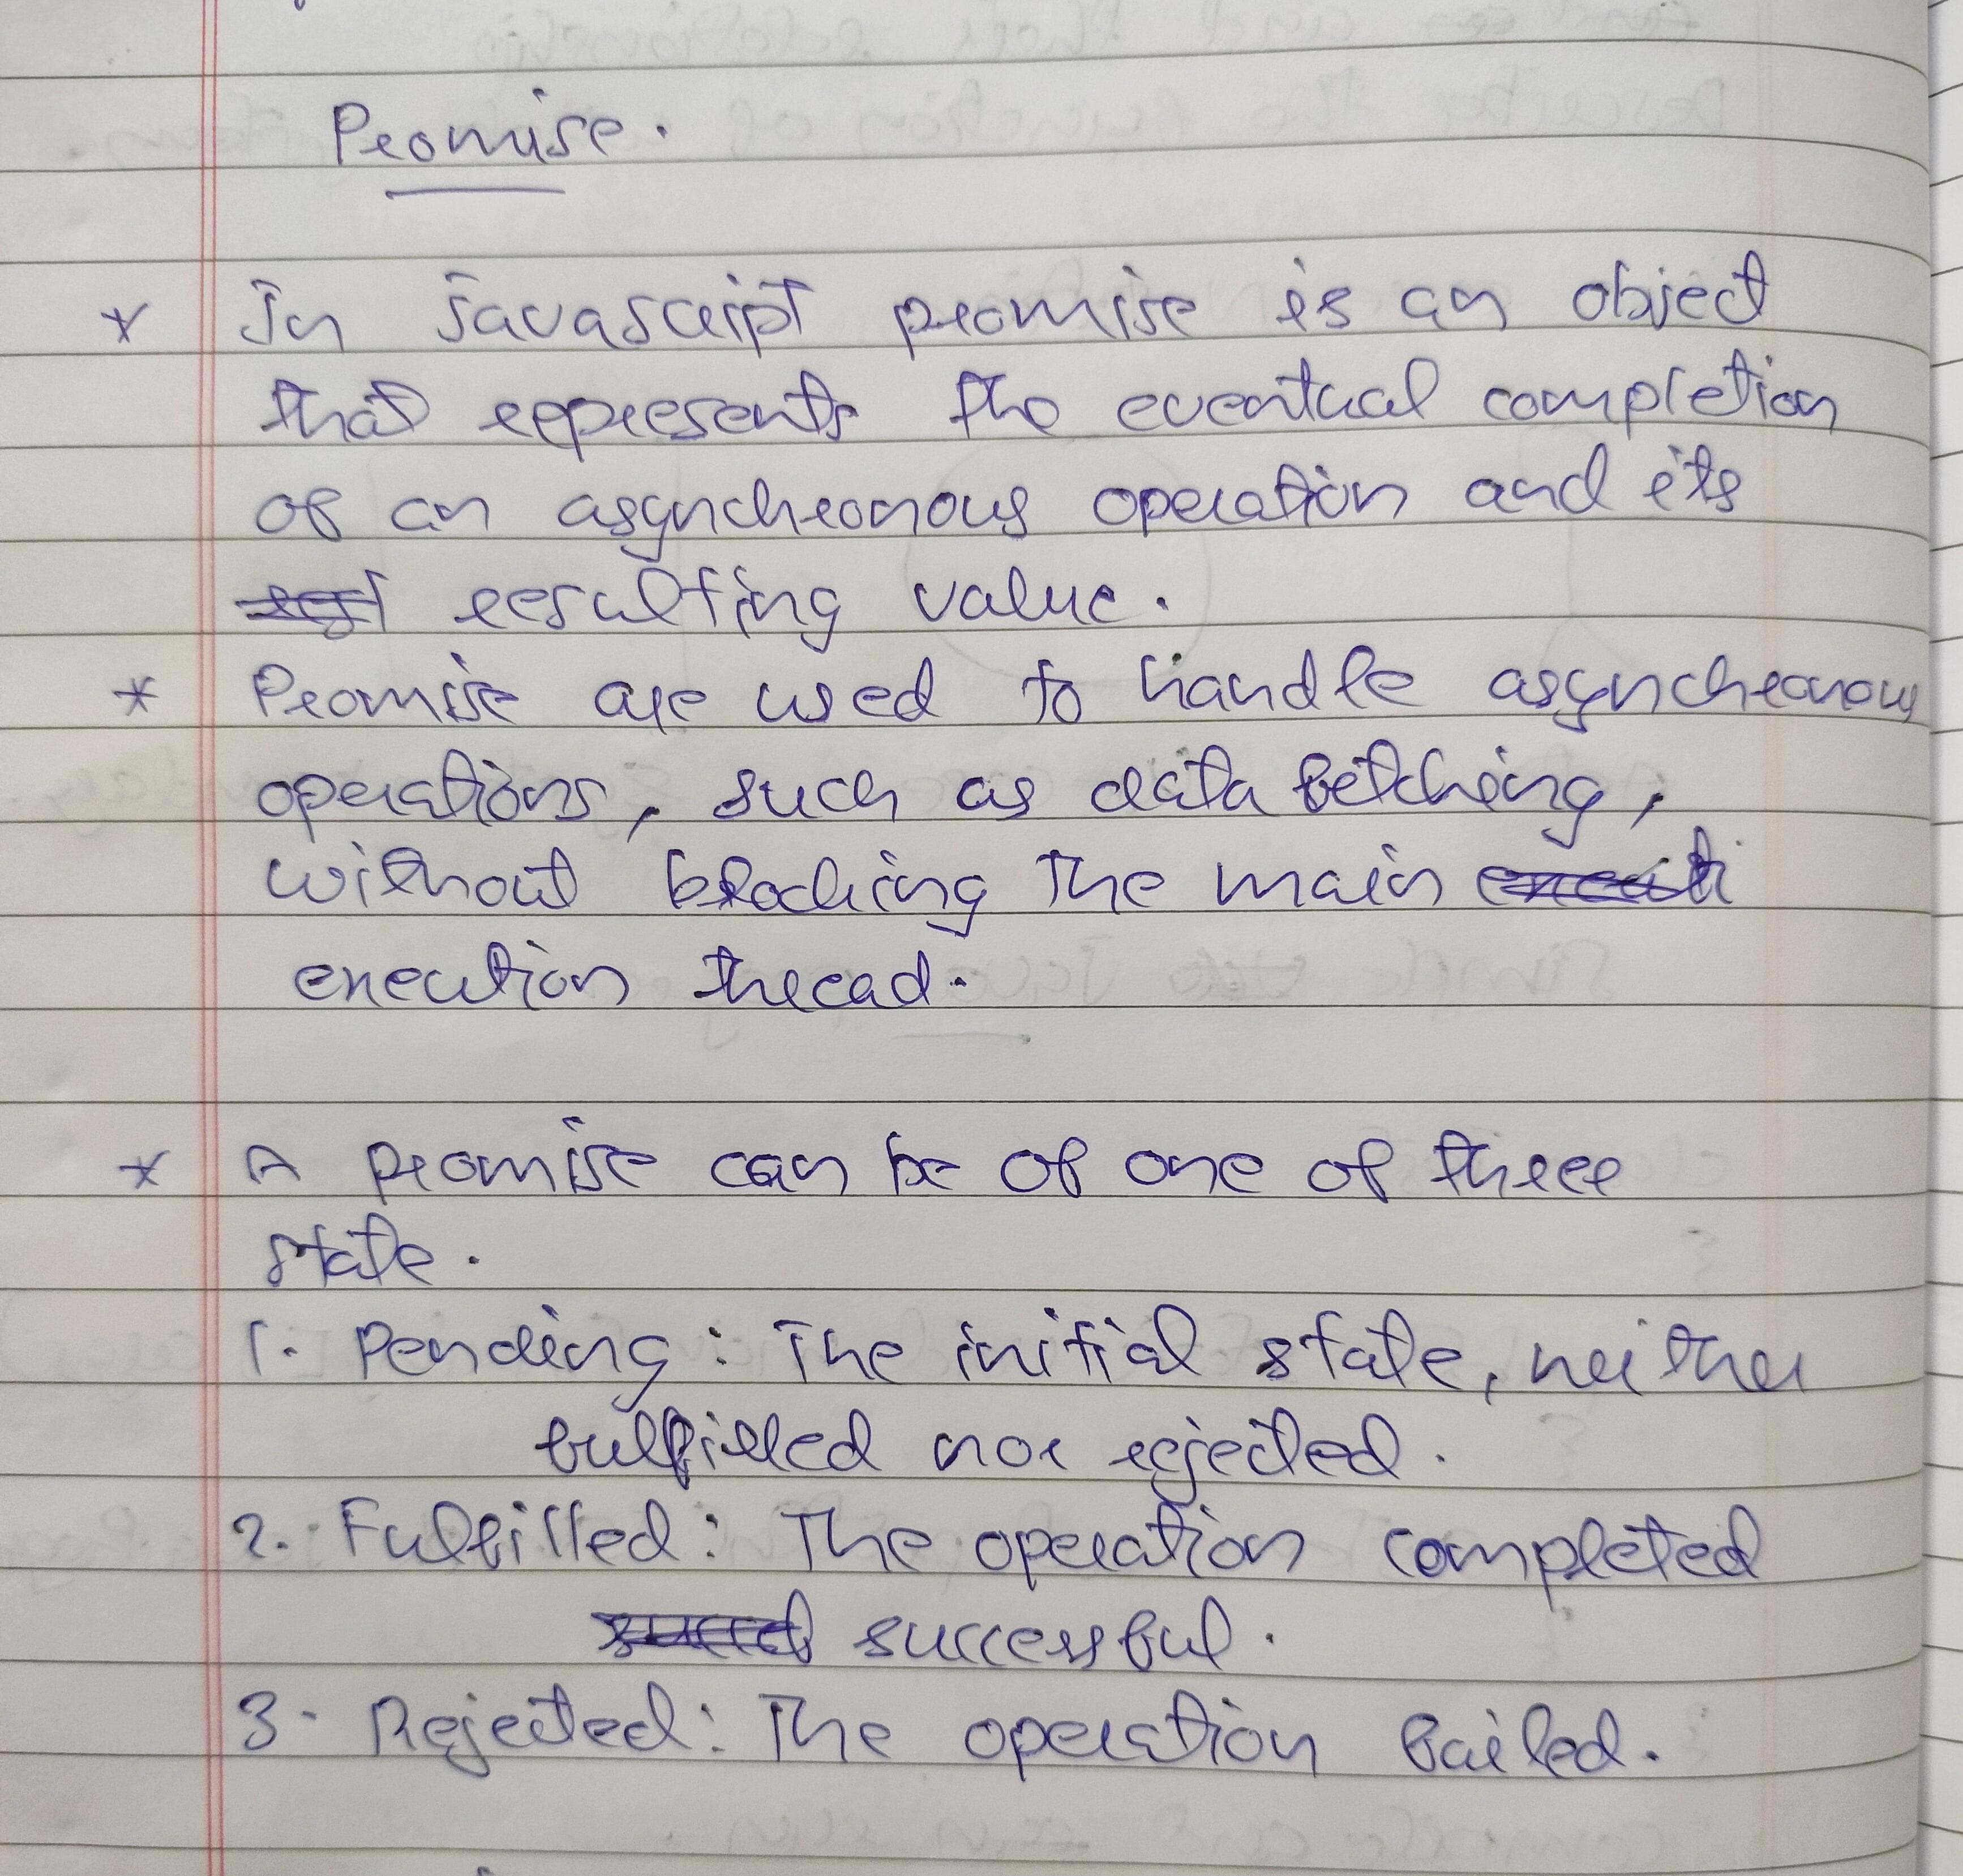 Promise.
* In Javascript promise is an object
that represents the eventual completion
of an asynchronous operation and its
resulting value.
* Promise are used to handle asynchronous
operations, such as data fetching,
without blocking the main
execution thread.
* A promise can be of one of three
state.
1. Pending: The initial state, neither
fulfilled nor rejected.
2. Fulfilled: The operation completed
successful.
3. Rejected: The operation failed.